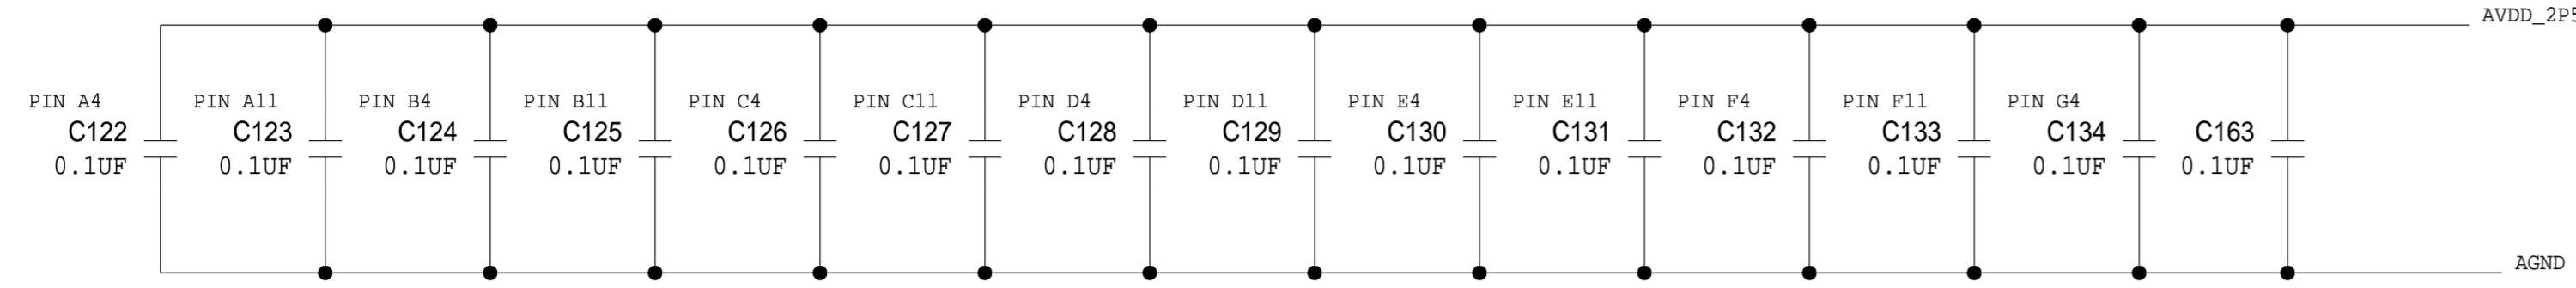 AVDD_2P5
PIN A4 PIN A11 PIN B4 PIN B11 PIN C4 PIN C11 PIN D4 PIN D11 PIN E4 PIN E11 PIN F4 PIN F11 PIN G4
C122 C123 C124 C125 C126 C127 C128 C129 C130 C131 C132 C133 C134 C163
0.1UF 0.1UF 0.1UF 0.1UF 0.1UF 0.1UF 0.1UF 0.1UF 0.1UF 0.1UF 0.1UF 0.1UF 0.1UF 0.1UF
AGND